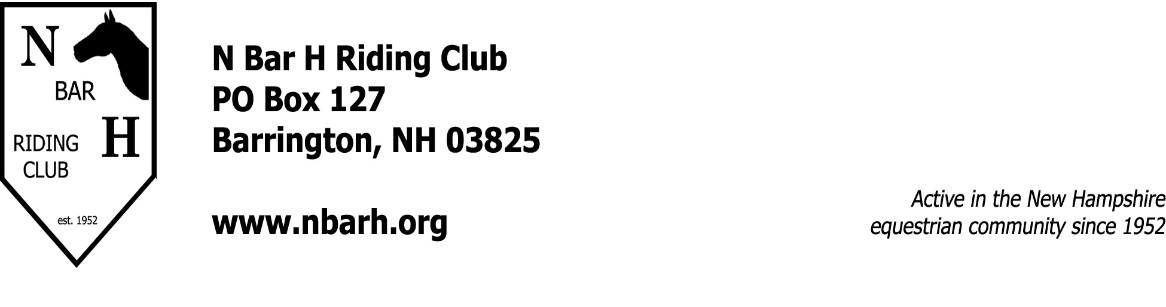 N
BAR
RIDING H
CLUB
est. 1952
N Bar H Riding Club
PO Box 127
Barrington, NH 03825
www.nbarh.org
Active in the New Hampshire
equestrian community since 1952